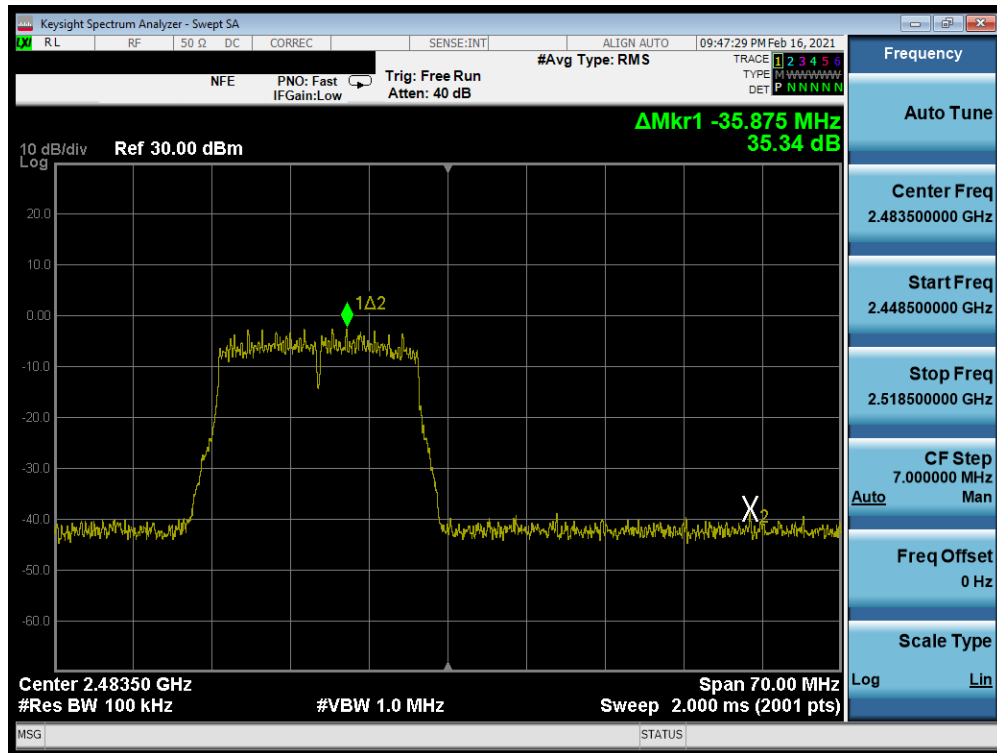 Keysight Spectrum Analyzer - Swept SA
LXI RL RF 50 Ω DC CORREC SENSE:INT ALIGN AUTO 09:47:29 PM Feb 16, 2021
NFE PNO: Fast IFGain:Low Trig: Free Run Atten: 40 dB #Avg Type: RMS
TRACE 1 2 3 4 5 6
TYPE M WWWWW
DET P N N N N N
ΔMkr1 -35.875 MHz
35.34 dB
10 dB/div Ref 30.00 dBm
Log
20.0
10.0
1Δ2
0.00
-10.0
-20.0
-30.0
X2
-40.0
-50.0
-60.0
Center 2.48350 GHz Span 70.00 MHz
#Res BW 100 kHz #VBW 1.0 MHz Sweep 2.000 ms (2001 pts)
MSG STATUS
Frequency
Auto Tune
Center Freq
2.483500000 GHz
Start Freq
2.448500000 GHz
Stop Freq
2.518500000 GHz
CF Step
7.000000 MHz
Auto Man
Freq Offset
0 Hz
Scale Type
Log Lin